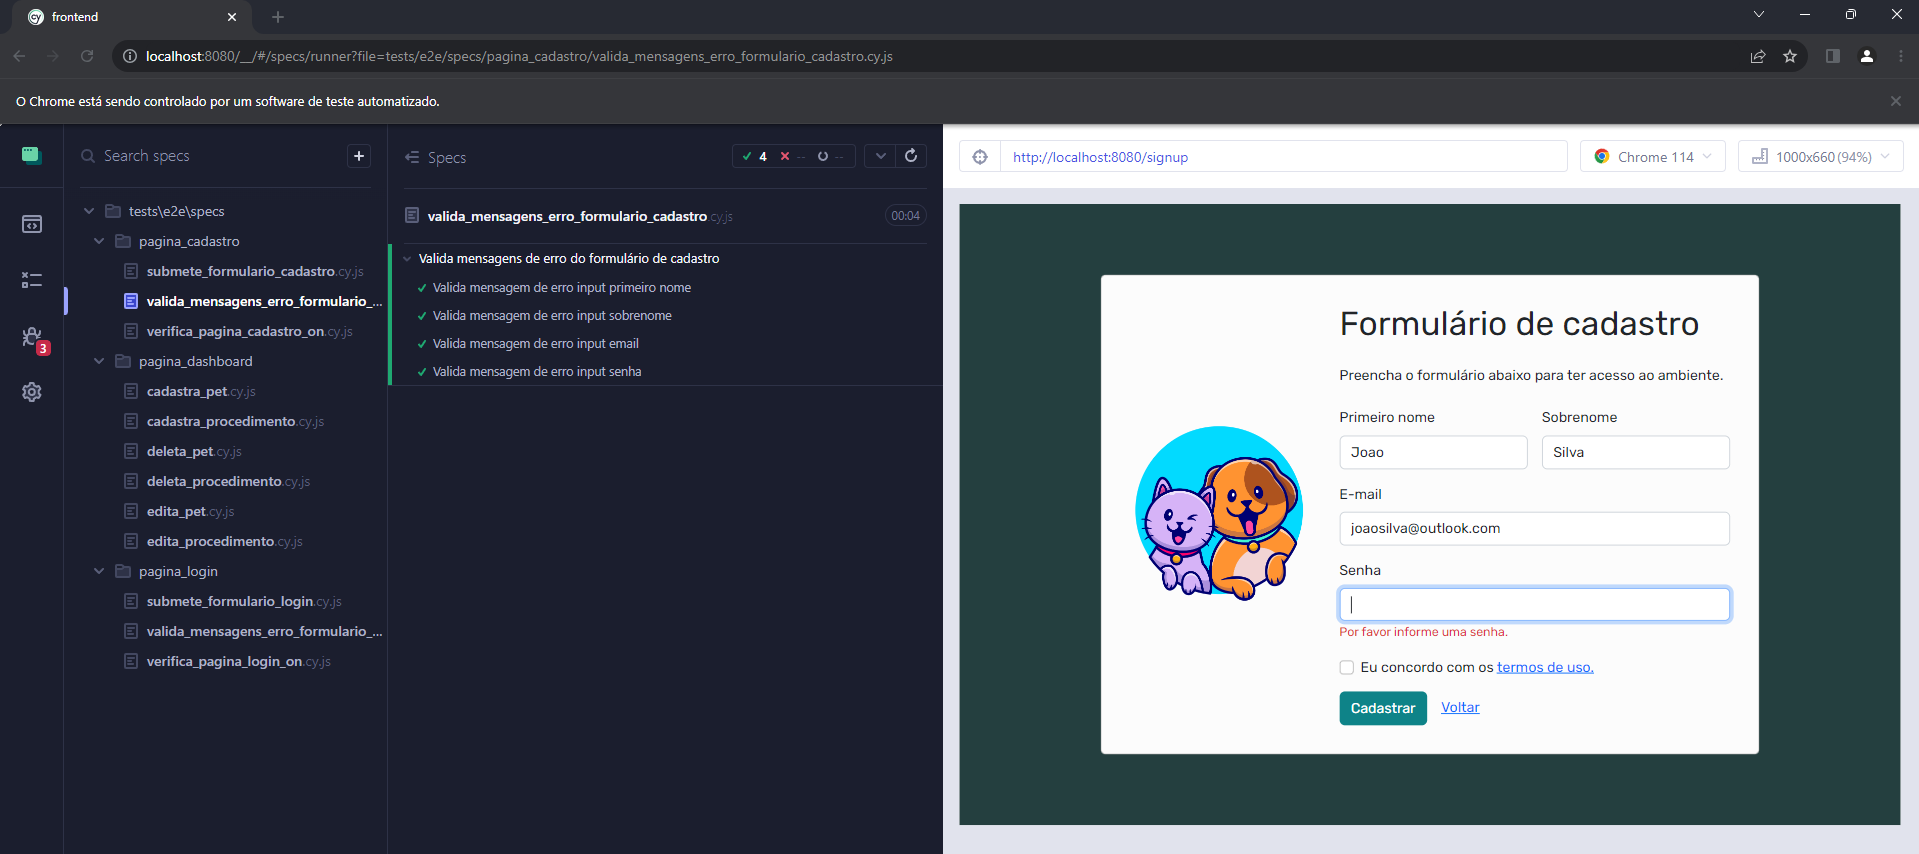 frontend
localhost:8080/__/#/specs/runner?file=tests/e2e/specs/pagina_cadastro/valida_mensagens_erro_formulario_cadastro.cy.js
O Chrome está sendo controlado por um software de teste automatizado.
Search specs
+
tests\e2e\specs
pagina_cadastro
submete_formulario_cadastro.cy.js
valida_mensagens_erro_formulario_...
verifica_pagina_cadastro_on.cy.js
pagina_dashboard
cadastra_pet.cy.js
cadastra_procedimento.cy.js
deleta_pet.cy.js
deleta_procedimento.cy.js
edita_pet.cy.js
edita_procedimento.cy.js
pagina_login
submete_formulario_login.cy.js
valida_mensagens_erro_formulario_...
verifica_pagina_login_on.cy.js
3
Specs
4 -- --
valida_mensagens_erro_formulario_cadastro.cy.js 00:04
Valida mensagens de erro do formulário de cadastro
Valida mensagem de erro input primeiro nome
Valida mensagem de erro input sobrenome
Valida mensagem de erro input email
Valida mensagem de erro input senha
http://localhost:8080/signup
Chrome 114
1000x660 (94%)
Formulário de cadastro
Preencha o formulário abaixo para ter acesso ao ambiente.
Primeiro nome Sobrenome
Joao Silva
E-mail
joaosilva@outlook.com
Senha
Por favor informe uma senha.
Eu concordo com os termos de uso.
Cadastrar Voltar